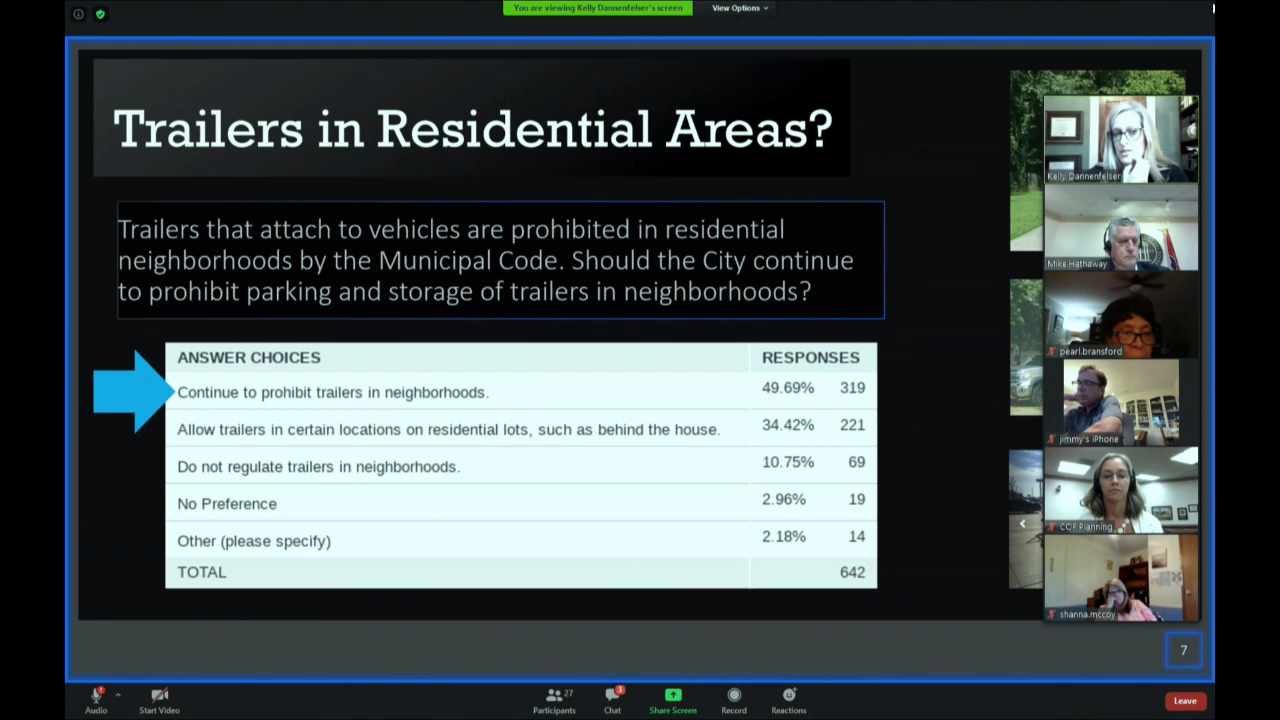 You are viewing Kelly Dannenfelser's screen
View Options
Trailers in Residential Areas?
Trailers that attach to vehicles are prohibited in residential
neighborhoods by the Municipal Code. Should the City continue
to prohibit parking and storage of trailers in neighborhoods?
ANSWER CHOICES RESPONSES
Continue to prohibit trailers in neighborhoods. 49.69% 319
Allow trailers in certain locations on residential lots, such as behind the house. 34.42% 221
Do not regulate trailers in neighborhoods. 10.75% 69
No Preference 2.96% 19
Other (please specify) 2.18% 14
TOTAL 642
Kelly Dannenfelser
Mike.Hathaway
pearl.bransford
jimmy's iPhone
COF Planning
shanna.mccoy
7
Audio
Start Video
27
Participants
3
Chat
Share Screen
Record
Reactions
Leave